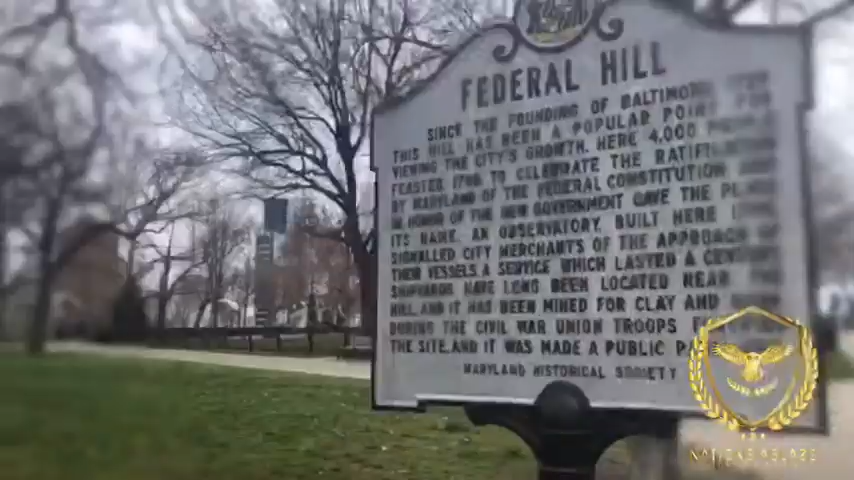 FEDERAL HILL
SINCE THE FOUNDING OF BALTIMORE
THIS HILL HAS BEEN A POPULAR POINT FOR
VIEWING THE CITY'S GROWTH. HERE 4,000
FEASTED 1788 TO CELEBRATE THE
BY MARYLAND OF THE FEDERAL CONSTITUTION
IN HONOR OF THE NEW GOVERNMENT GAVE THE
ITS NAME. AN OBSERVATORY, BUILT HERE
SIGNALLED CITY MERCHANTS OF THE APPROACH OF
THEIR VESSELS, A SERVICE WHICH LASTED A
SHIPYARDS HAVE LONG BEEN LOCATED NEAR THE
HILL, AND IT HAS BEEN MINED FOR CLAY AND
DURING THE CIVIL WAR UNION TROOPS
THE SITE, AND IT WAS MADE A PUBLIC
MARYLAND HISTORICAL SOCIETY